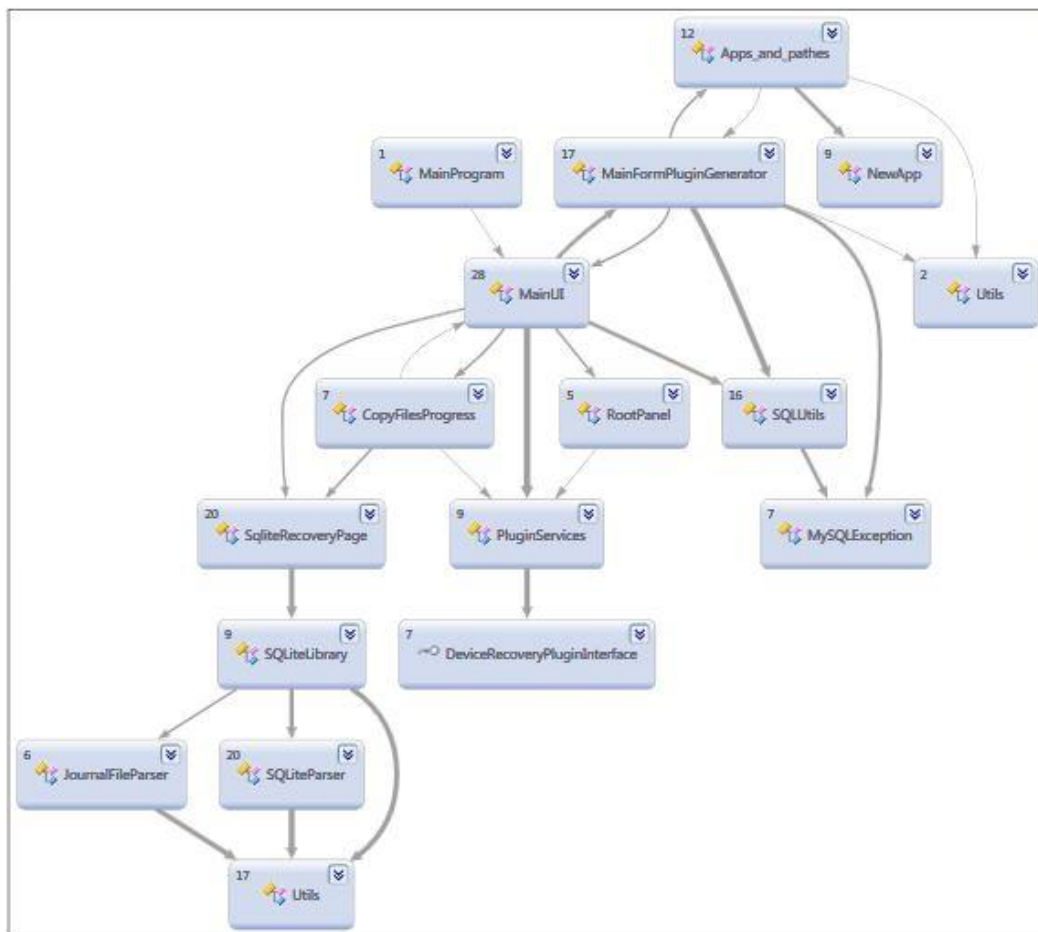 12
Apps_and_pathes
1
MainProgram
17
MainFormPluginGenerator
9
NewApp
28
MainUI
2
Utils
7
CopyFilesProgress
5
RootPanel
16
SQLUtils
20
SqliteRecoveryPage
9
PluginServices
7
MySQLException
9
SQLiteLibrary
7
DeviceRecoveryPluginInterface
6
JournalFileParser
20
SQLiteParser
17
Utils